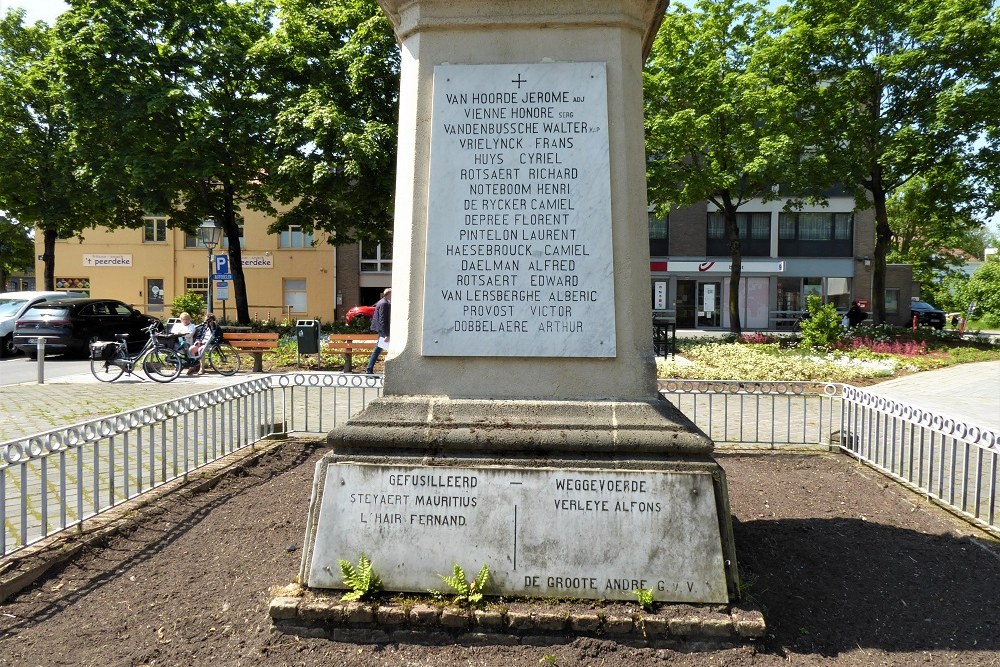 VAN HOORDE JEROME ADJ
VIENNE HONORE SERG
VANDENBUSSCHE WALTER KAP
VRIELYNCK FRANS
HUYS CYRIEL
ROTSAERT RICHARD
NOTEBOOM HENRI
DE RYCKER CAMIEL
DEPREE FLORENT
PINTELON LAURENT
HAESEBROUCK CAMIEL
DAELMAN ALFRED
ROTSAERT EDWARD
VAN LERSBERGHE ALBERIC
PROVOST VICTOR
DOBBELAERE ARTHUR
GEFUSILLEERD — WEGGEVOERDE
STEYAERT MAURITIUS VERLEYE ALFONS
L'HAIR FERNAND.
DE GROOTE ANDRE G V V
't peerdeke
't peerdeke
P